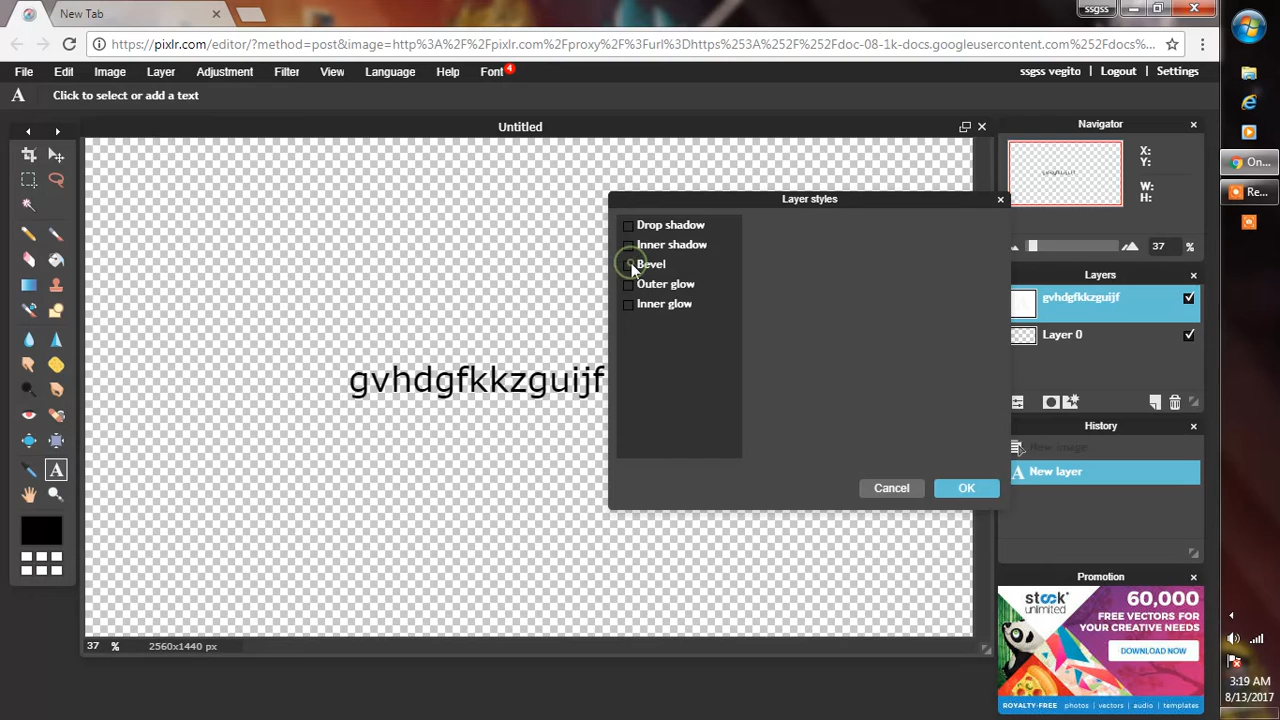 ssgss
New Tab
https://pixlr.com/editor/?method=post&image=http%3A%2F%2Fpixlr.com%2Fproxy%2F%3Furl%3Dhttps%253A%252F%252Fdoc-08-1k-docs.googleusercontent.com%252Fdocs%...
File Edit Image Layer Adjustment Filter View Language Help Font 4 ssgss vegito Logout Settings
A Click to select or add a text
Untitled
Navigator
X:
Y:
W:
H:
37 %
Layer styles
Drop shadow
Inner shadow
Bevel
Outer glow
Inner glow
Cancel OK
gvhdgfkkzguijf
Layers
gvhdgfkkzguijf
Layer 0
History
New image
A New layer
A
Promotion
stock unlimited
60,000
FREE VECTORS FOR
YOUR CREATIVE NEEDS
DOWNLOAD NOW
ROYALTY-FREE photos | vectors | audio | templates
37 % 2560x1440 px
On...
Re...
3:19 AM
8/13/2017